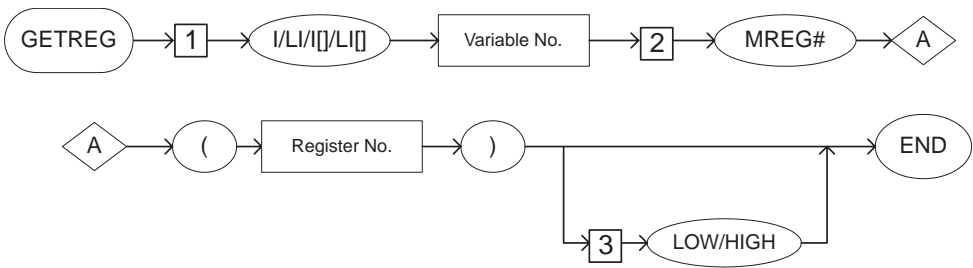 GETREG 1 I/LI/I[]/LI[] Variable No. 2 MREG# A
A ( Register No. ) END
3 LOW/HIGH